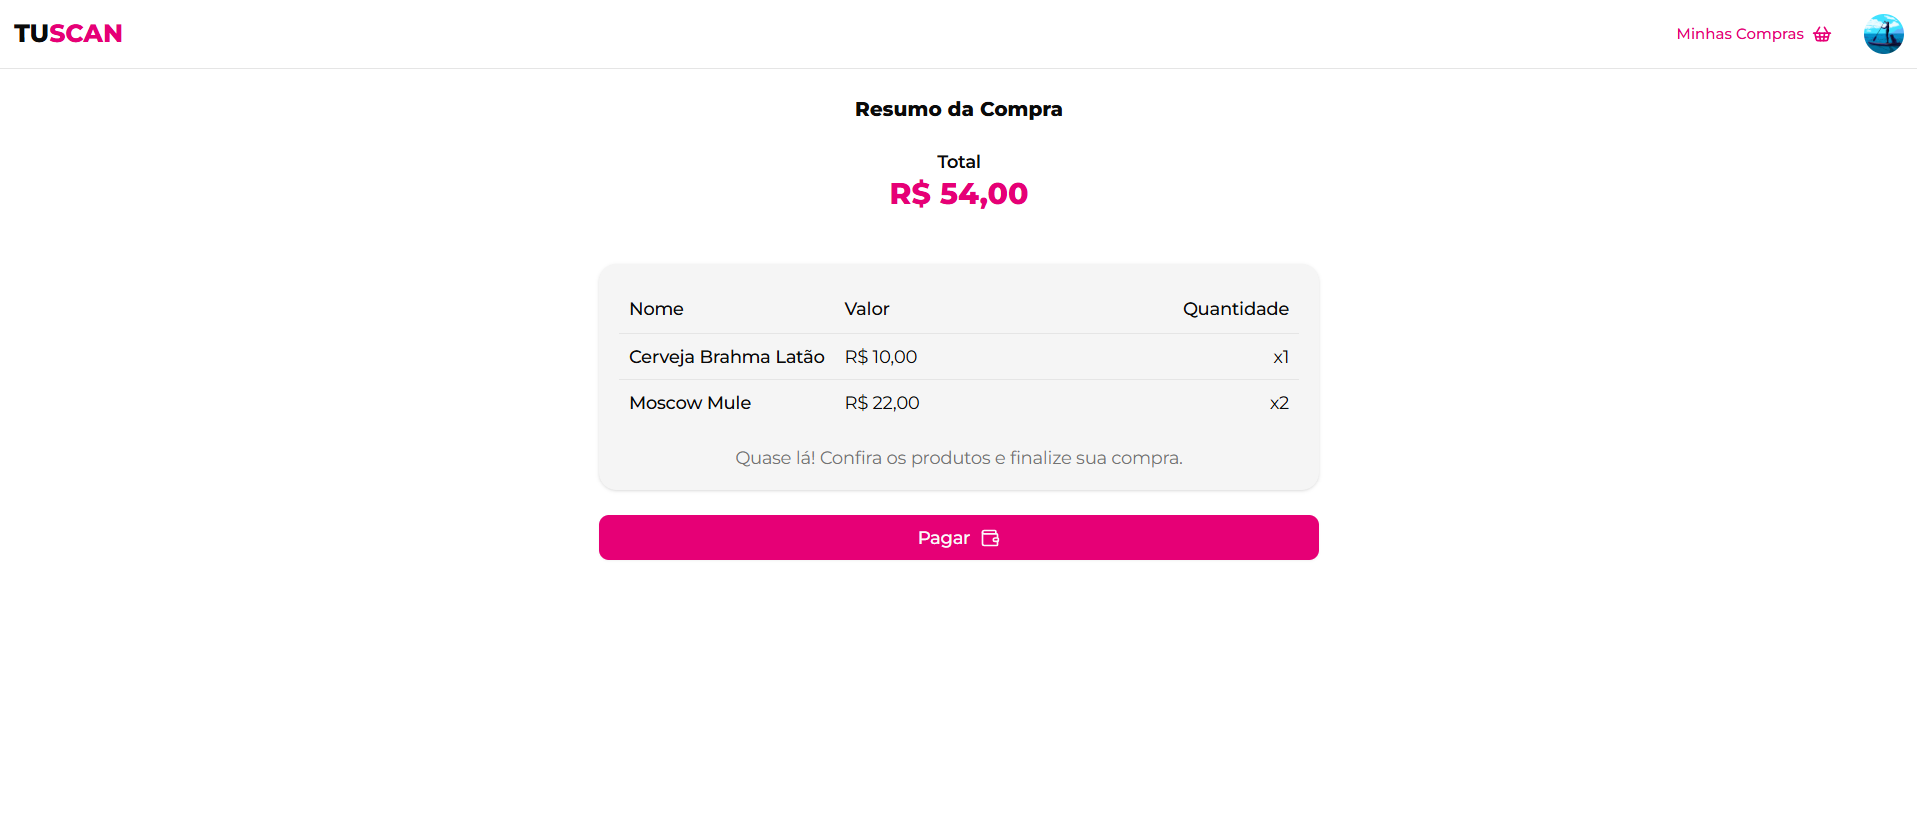 TUSCAN
Minhas Compras
Resumo da Compra
Total
R$ 54,00
Nome Valor Quantidade
Cerveja Brahma Latão R$ 10,00 x1
Moscow Mule R$ 22,00 x2
Quase lá! Confira os produtos e finalize sua compra.
Pagar